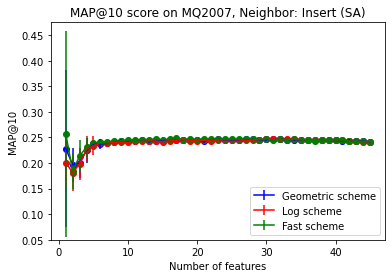 MAP@10 score on MQ2007, Neighbor: Insert (SA)
MAP@10
0.45
0.40
0.35
0.30
0.25
0.20
0.15
0.10
0.05
Geometric scheme
Log scheme
Fast scheme
0 10 20 30 40
Number of features